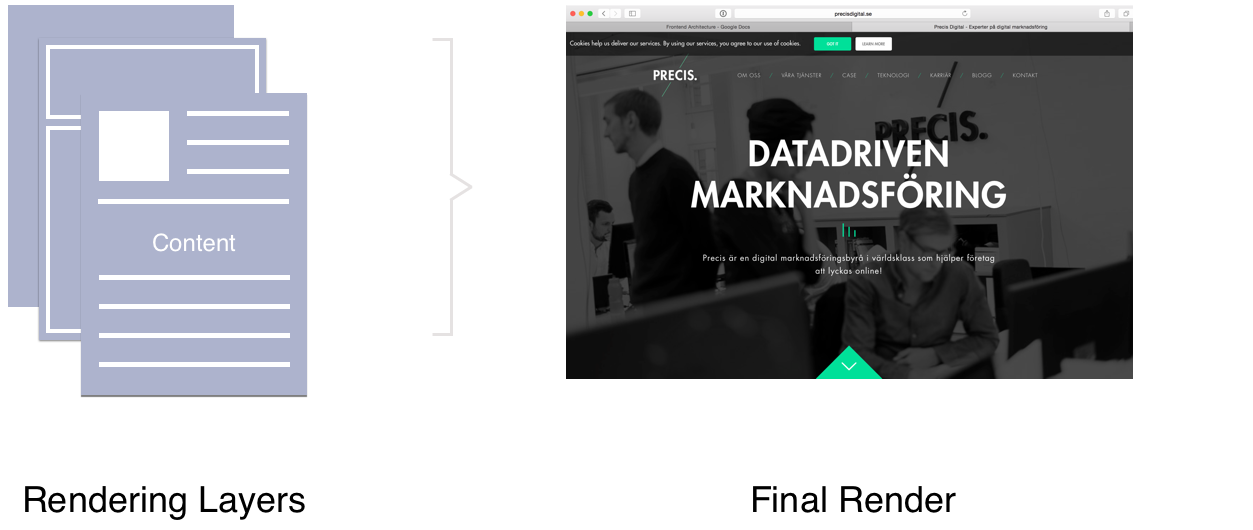 Content
Rendering Layers
precisdigital.se
Frontend Architecture - Google Docs
Precis Digital - Experter på digital marknadsföring
Cookies help us deliver our services. By using our services, you agree to our use of cookies.
GOT IT
LEARN MORE
PRECIS.
OM OSS / VÅRA TJÄNSTER / CASE / TEKNOLOGI / KARRIÄR / BLOGG / KONTAKT
PRECIS.
DATADRIVEN
MARKNADSFÖRING
Precis är en digital marknadsföringsbyrå i världsklass som hjälper företag
att lyckas online!
Final Render